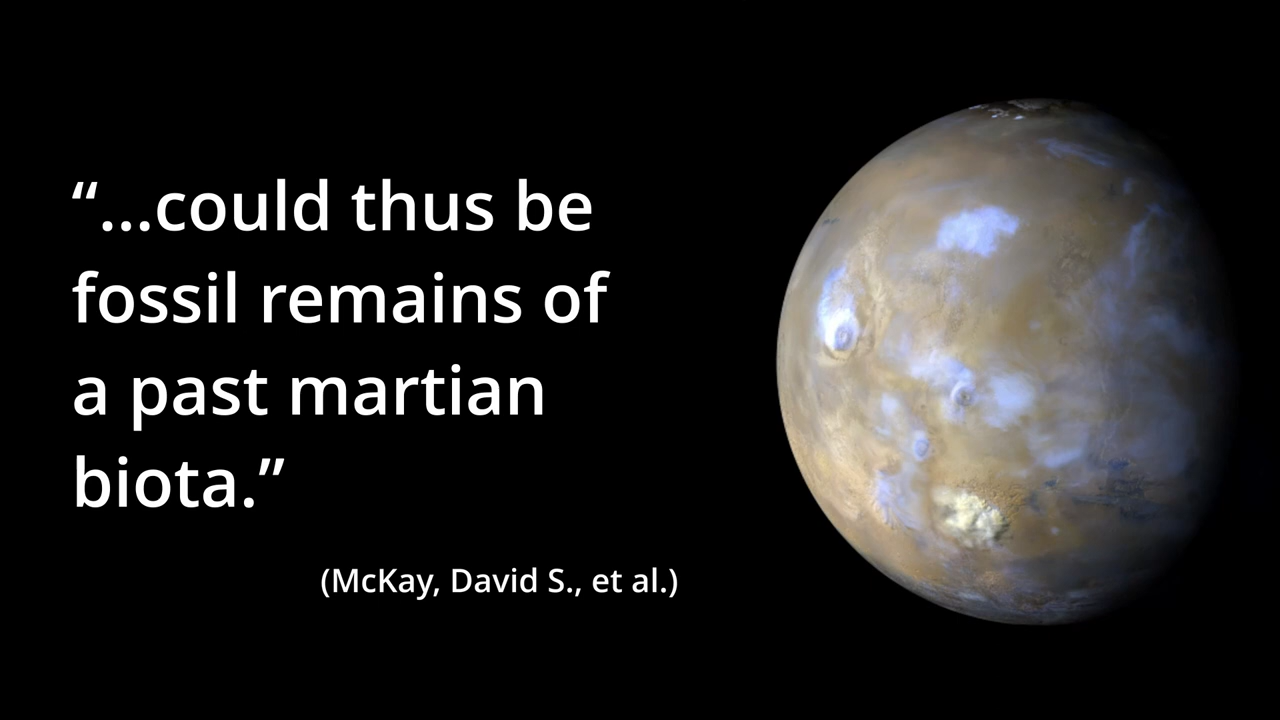 “...could thus be
fossil remains of
a past martian
biota.”
(McKay, David S., et al.)